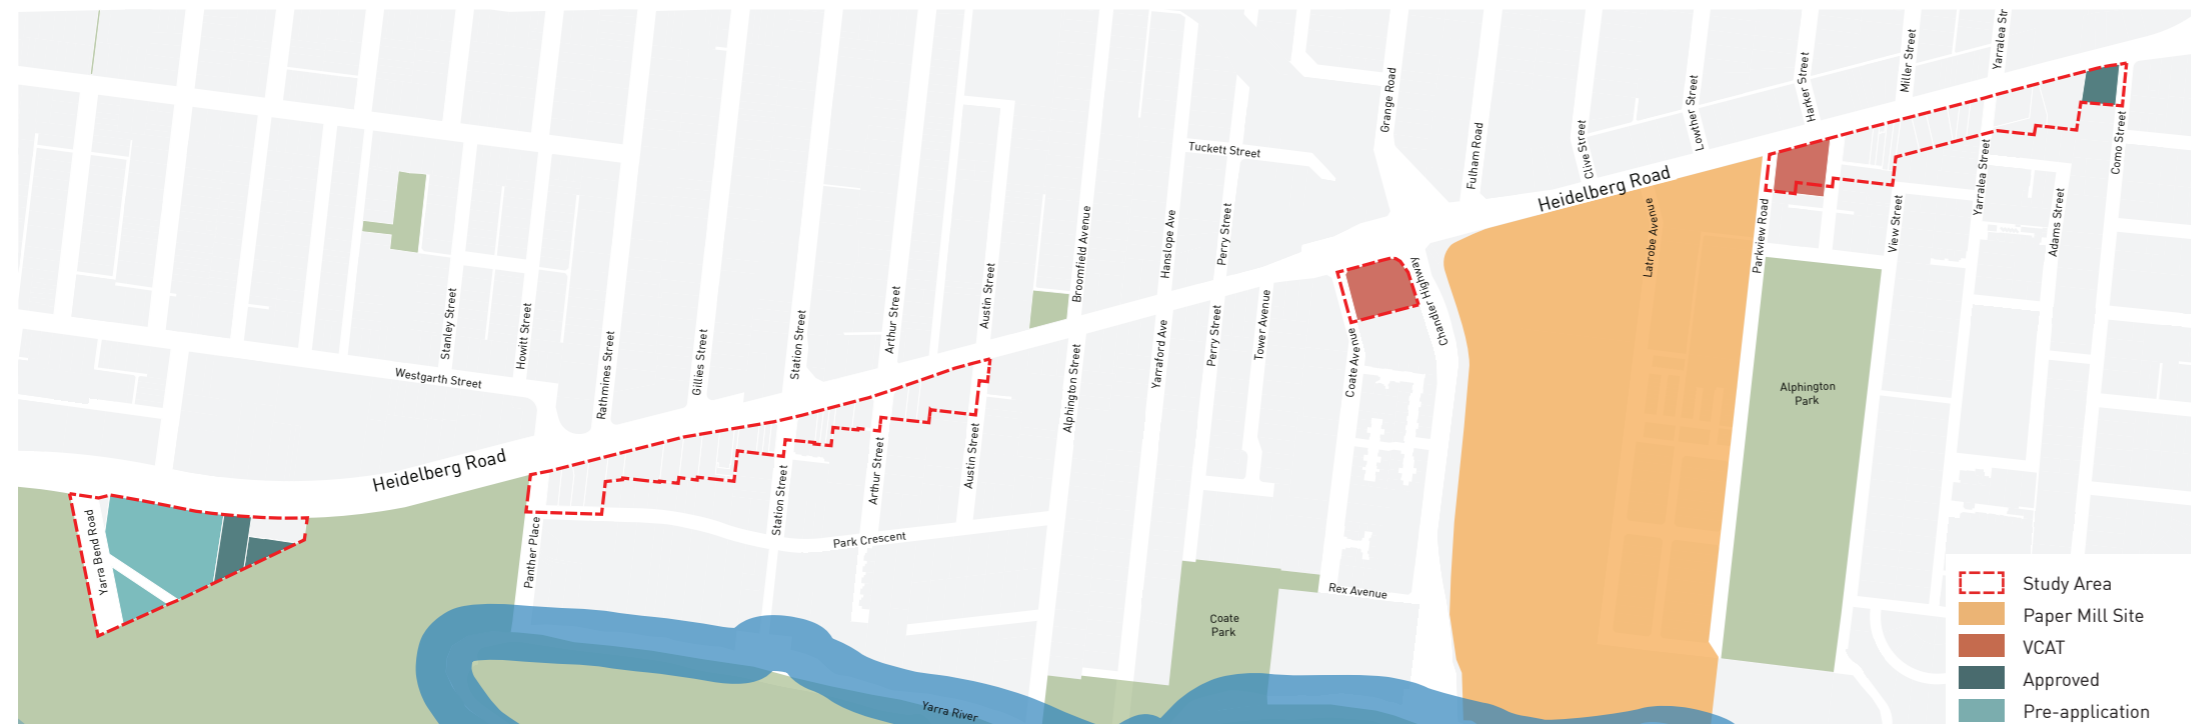 Yarralea Str
Miller Street
Harker Street
Grange Road
Lowther Street
Clive Street
Fulham Road
Tuckett Street
Heidelberg Road
Como Street
Yarralea Street
Adams Street
View Street
Parkview Road
Latrobe Avenue
Perry Street
Hanslope Ave
Broomfield Avenue
Austin Street
Arthur Street
Station Street
Gillies Street
Rathmines Street
Howitt Street
Stanley Street
Westgarth Street
Chandler Highway
Coate Avenue
Tower Avenue
Perry Street
Yarraford Ave
Alphington Street
Alphington
Park
Austin Street
Arthur Street
Station Street
Heidelberg Road
Yarra Bend Road
Panther Place
Park Crescent
Rex Avenue
Coate
Park
Yarra River
Study Area
Paper Mill Site
VCAT
Approved
Pre-application